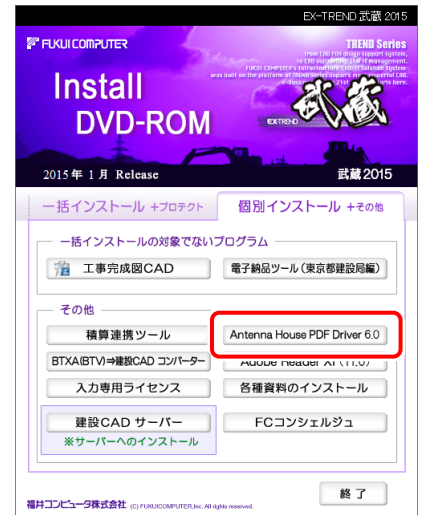 EX-TREND 武蔵 2015
FUKUI COMPUTER
TREND Series
Install
DVD-ROM
EX-TREND
武蔵
2015年 1月 Release
武蔵2015
一括インストール +プロテクト
個別インストール +その他
一括インストールの対象でないプログラム
工事完成図CAD
電子納品ツール(東京都建設局編)
その他
積算連携ツール
Antenna House PDF Driver 6.0
BTXA(BTV)⇒建設CAD コンバーター
Adobe Reader XI (11.0)
入力専用ライセンス
各種資料のインストール
建設CAD サーバー
FCコンシェルジュ
※サーバーへのインストール
終 了
福井コンピュータ株式会社 (C) FUKUICOMPUTER,Inc. All rights reserved.